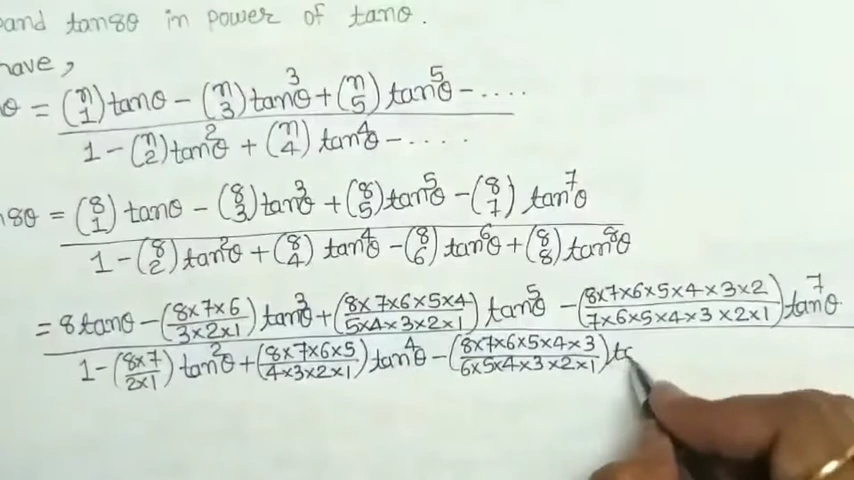 pand tan8θ in power of tanθ.
have,
θ = (n 1) tanθ − (n 3) tan³θ + (n 5) tan⁵θ − ....
1 − (n 2) tan²θ + (n 4) tan⁴θ − ....
n8θ = (8 1) tanθ − (8 3) tan³θ + (8 5) tan⁵θ − (8 7) tan⁷θ
1 − (8 2) tan²θ + (8 4) tan⁴θ − (8 6) tan⁶θ + (8 8) tan⁸θ
= 8tanθ − (8×7×6 / 3×2×1) tan³θ + (8×7×6×5×4 / 5×4×3×2×1) tan⁵θ − (8×7×6×5×4×3×2 / 7×6×5×4×3×2×1) tan⁷θ
1 − (8×7 / 2×1) tan²θ + (8×7×6×5 / 4×3×2×1) tan⁴θ − (8×7×6×5×4×3 / 6×5×4×3×2×1) ta